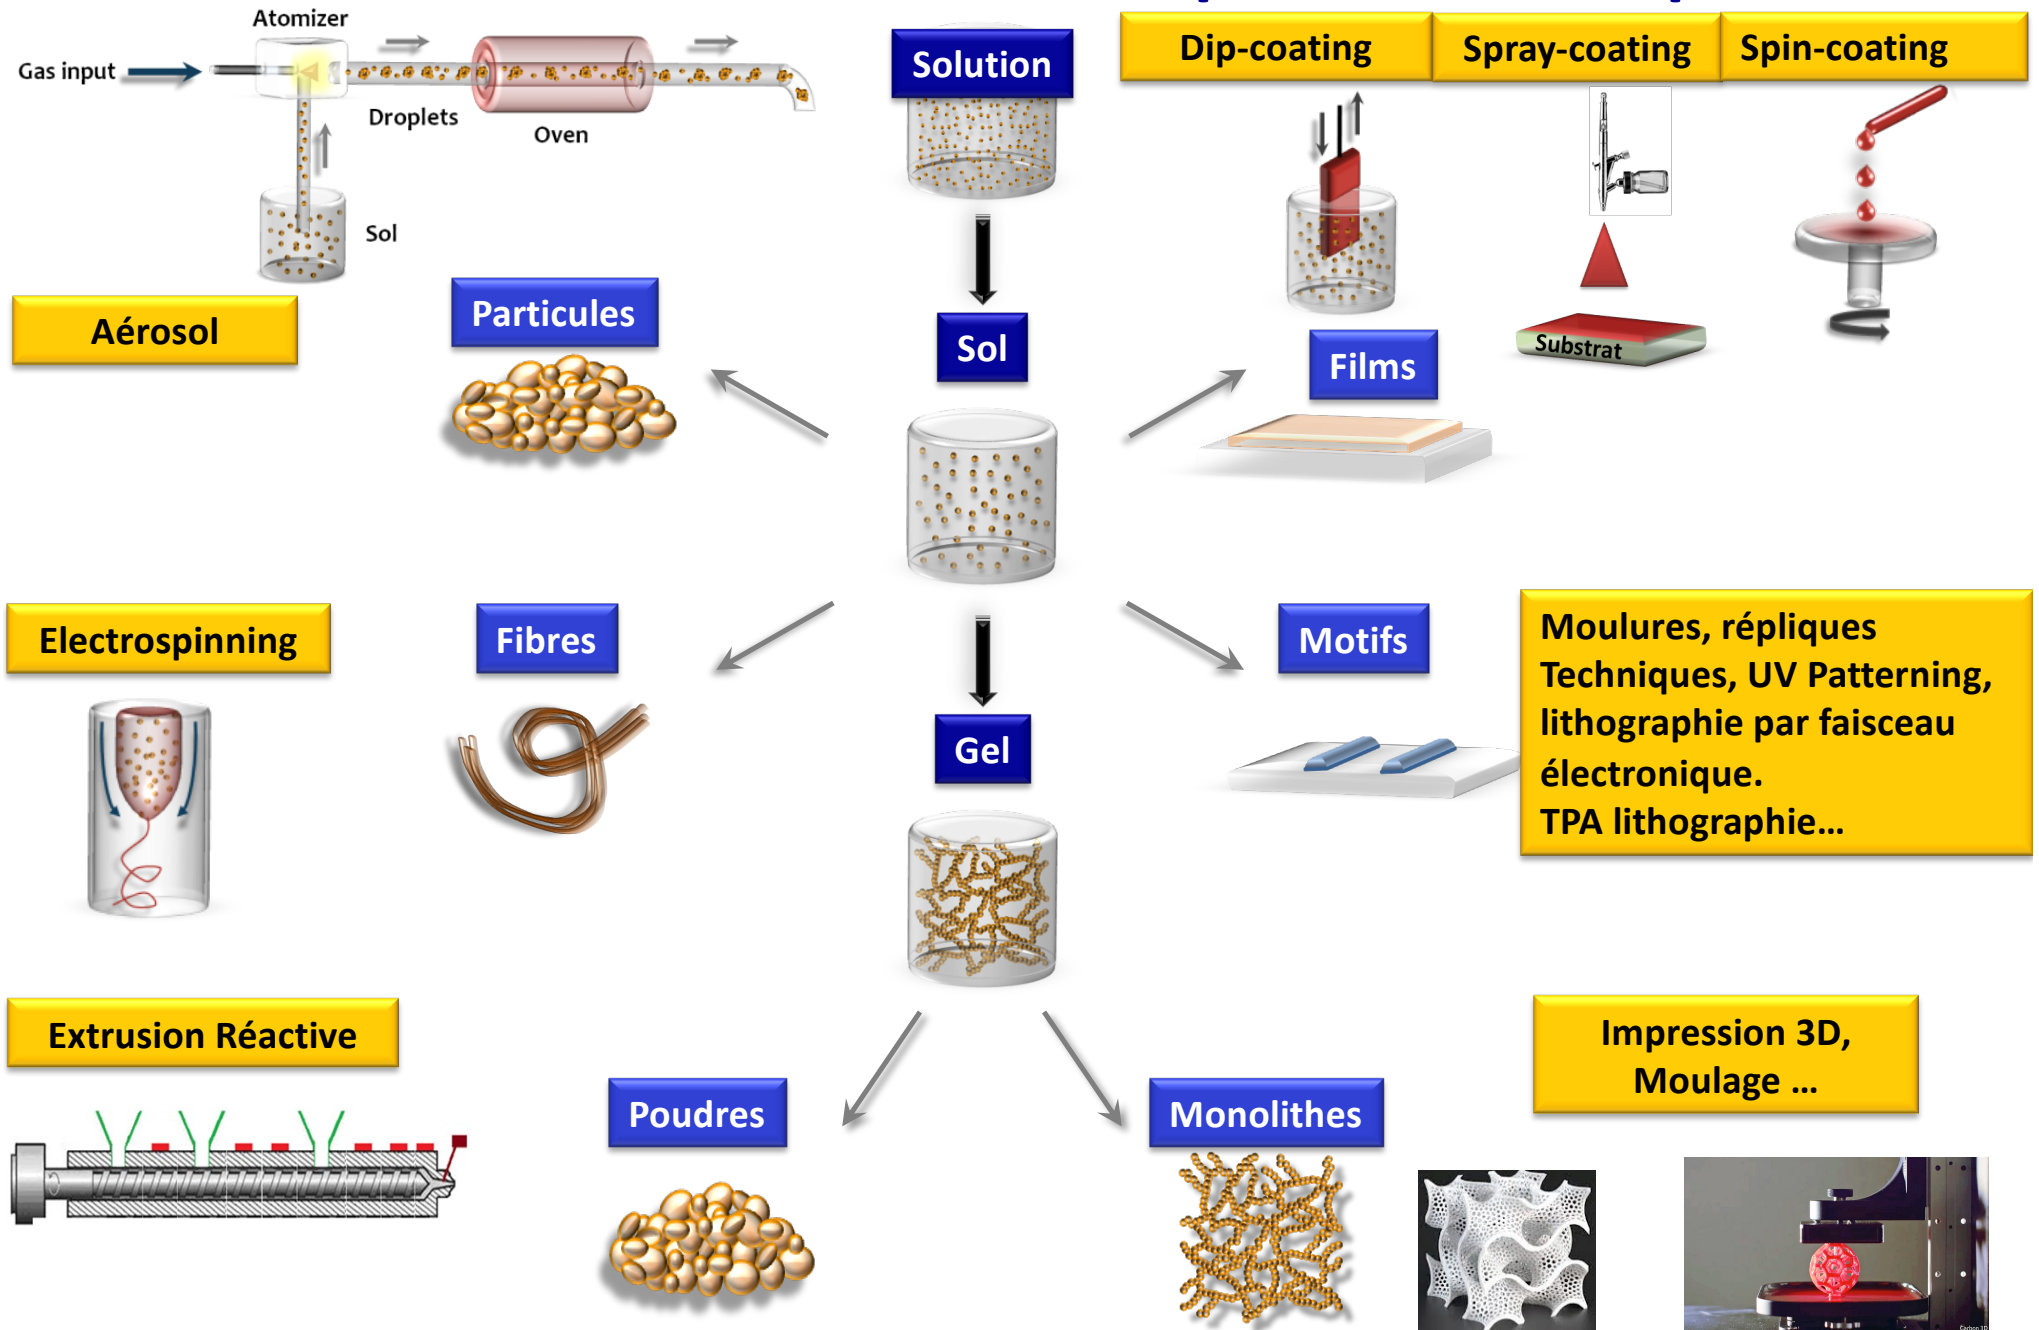 Atomizer
Gas input
Droplets
Oven
Sol
Aérosol
Particules
Solution
Sol
Dip-coating
Spray-coating
Spin-coating
Substrat
Films
Electrospinning
Fibres
Gel
Motifs
Moulures, répliques
Techniques, UV Patterning,
lithographie par faisceau
électronique.
TPA lithographie...
Extrusion Réactive
Poudres
Monolithes
Impression 3D,
Moulage ...
Carbon 3D